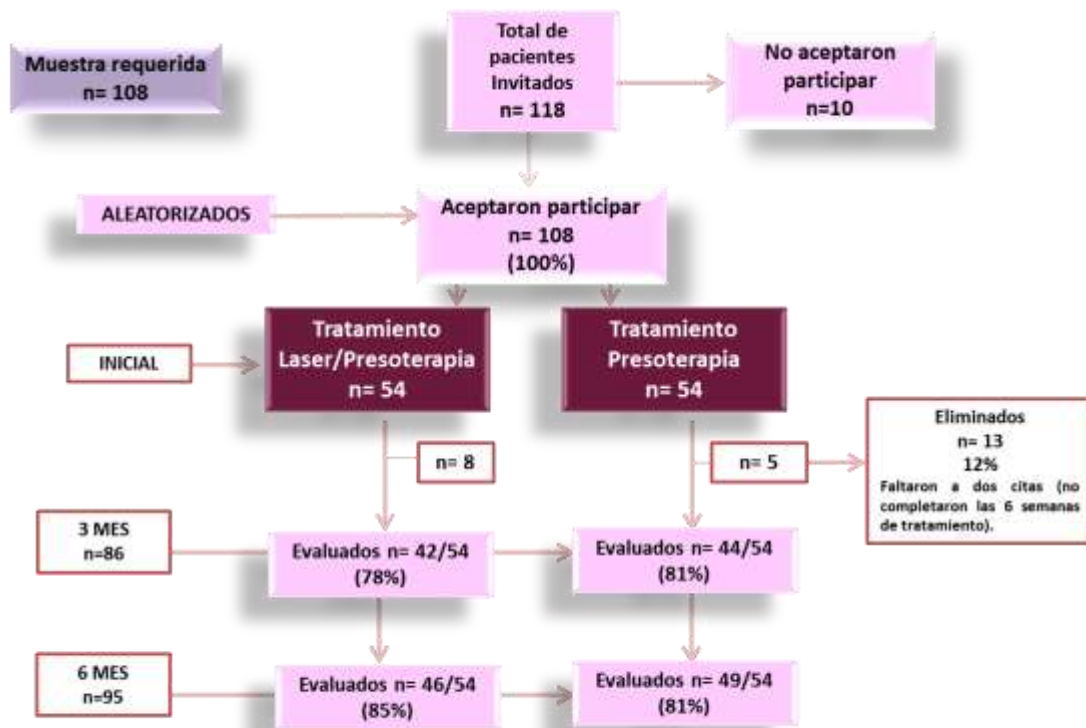 Muestra requerida
n= 108
Total de
pacientes
Invitados
n= 118
No aceptaron
participar
n=10
ALEATORIZADOS
Aceptaron participar
n= 108
(100%)
INICIAL
Tratamiento
Laser/Presoterapia
n= 54
Tratamiento
Presoterapia
n= 54
n= 8
n= 5
Eliminados
n= 13
12%
Faltaron a dos citas (no
completaron las 6 semanas
de tratamiento).
3 MES
n=86
Evaluados n= 42/54
(78%)
Evaluados n= 44/54
(81%)
6 MES
n=95
Evaluados n= 46/54
(85%)
Evaluados n= 49/54
(81%)